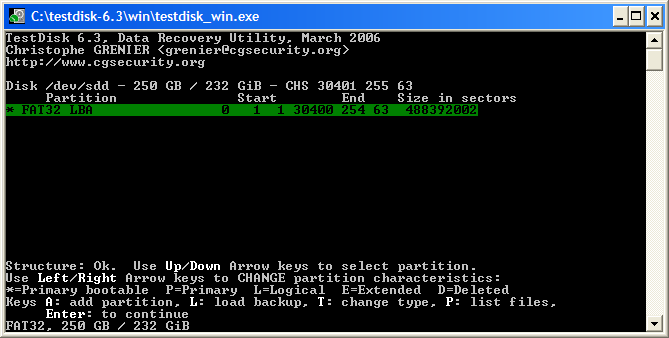 C:\testdisk-6.3\win\testdisk_win.exe
TestDisk 6.3, Data Recovery Utility, March 2006
Christophe GRENIER <grenier@cgsecurity.org>
http://www.cgsecurity.org
Disk /dev/sdd - 250 GB / 232 GiB - CHS 30401 255 63
Partition Start End Size in sectors
* FAT32 LBA 0 1 1 30400 254 63 488392002
Structure: Ok. Use Up/Down Arrow keys to select partition.
Use Left/Right Arrow keys to CHANGE partition characteristics:
*=Primary bootable P=Primary L=Logical E=Extended D=Deleted
Keys A: add partition, L: load backup, T: change type, P: list files,
Enter: to continue
FAT32, 250 GB / 232 GiB